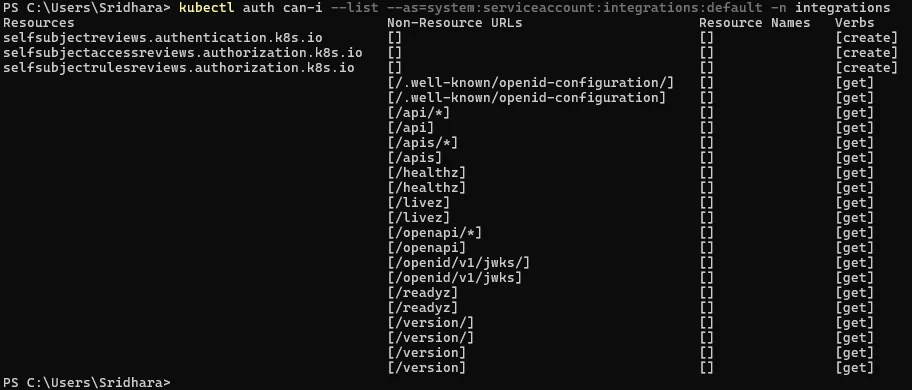 PS C:\Users\Sridhara> kubectl auth can-i --list --as=system:serviceaccount:integrations:default -n integrations
Resources Non-Resource URLs Resource Names Verbs
selfsubjectreviews.authentication.k8s.io [] [] [create]
selfsubjectaccessreviews.authorization.k8s.io [] [] [create]
selfsubjectrulesreviews.authorization.k8s.io [] [] [create]
[/.well-known/openid-configuration/] [] [get]
[/.well-known/openid-configuration] [] [get]
[/api/*] [] [get]
[/api] [] [get]
[/apis/*] [] [get]
[/apis] [] [get]
[/healthz] [] [get]
[/healthz] [] [get]
[/livez] [] [get]
[/livez] [] [get]
[/openapi/*] [] [get]
[/openapi] [] [get]
[/openid/v1/jwks/] [] [get]
[/openid/v1/jwks] [] [get]
[/readyz] [] [get]
[/readyz] [] [get]
[/version/] [] [get]
[/version/] [] [get]
[/version] [] [get]
[/version] [] [get]
PS C:\Users\Sridhara>